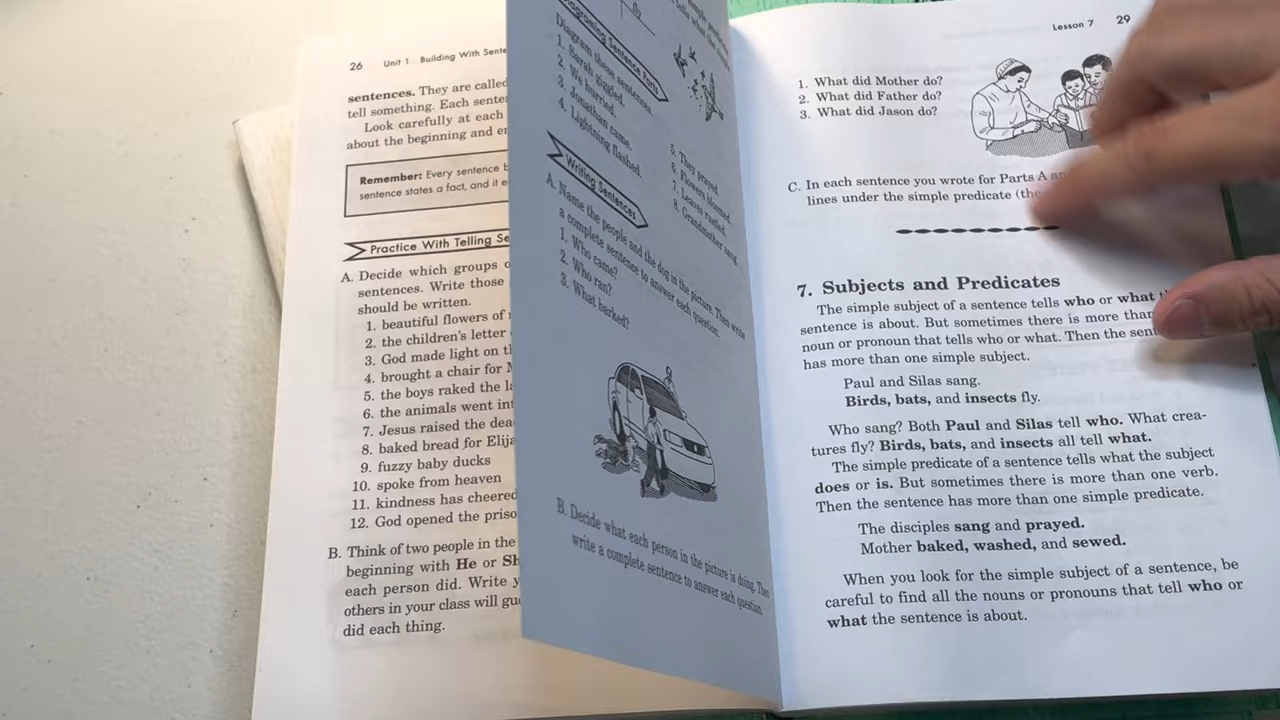 26 Unit 1 Building With Sente
sentences. They are called
tell something. Each sente
Look carefully at each
about the beginning and e
Remember: Every sentence b
sentence states a fact, and it e
Practice With Telling Se
A. Decide which groups o
sentences. Write those
should be written.
1. beautiful flowers of
2. the children's letter
3. God made light on t
4. brought a chair for
5. the boys raked the l
6. the animals went int
7. Jesus raised the dea
8. baked bread for Elija
9. fuzzy baby ducks
10. spoke from heaven
11. kindness has cheered
12. God opened the priso
B. Think of two people in the
beginning with He or Sh
each person did. Write y
others in your class will gu
did each thing.
Diagraming Sentence Parts
Diagram these sentences.
1. Sarah giggled.
2. We hurried.
3. Jonathan came.
4. Lightning flashed.
5. They prayed.
6. Flowers bloomed.
7. Leaves rustled.
8. Grandmother sang.
Writing Sentences
A. Name the people and the dog in the picture. Then write
a complete sentence to answer each question.
1. Who came?
2. Who ran?
3. What barked?
B. Decide what each person in the picture is doing. Then
write a complete sentence to answer each question.
Lesson 7 29
1. What did Mother do?
2. What did Father do?
3. What did Jason do?
C. In each sentence you wrote for Parts A
lines under the simple predicate
7. Subjects and Predicates
The simple subject of a sentence tells who or what
sentence is about. But sometimes there is more than
noun or pronoun that tells who or what. Then the sent
has more than one simple subject.
Paul and Silas sang.
Birds, bats, and insects fly.
Who sang? Both Paul and Silas tell who. What crea-
tures fly? Birds, bats, and insects all tell what.
The simple predicate of a sentence tells what the subject
does or is. But sometimes there is more than one verb.
Then the sentence has more than one simple predicate.
The disciples sang and prayed.
Mother baked, washed, and sewed.
When you look for the simple subject of a sentence, be
careful to find all the nouns or pronouns that tell who or
what the sentence is about.